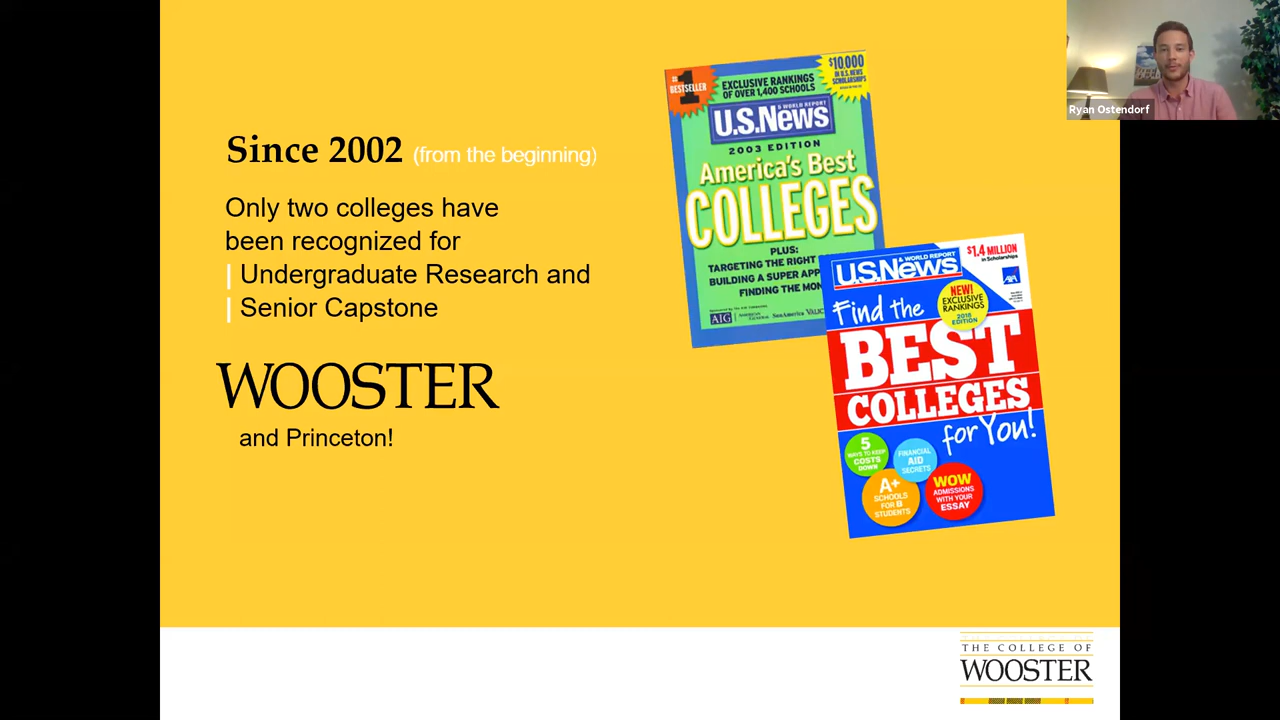 Since 2002 (from the beginning)
Only two colleges have
been recognized for
| Undergraduate Research and
| Senior Capstone
WOOSTER
and Princeton!
#1
BESTSELLER
EXCLUSIVE RANKINGS
OF OVER 1,400 SCHOOLS
$10,000
IN U.S. NEWS
SCHOLARSHIPS
U.S.News
& WORLD REPORT
2003 EDITION
America's Best
COLLEGES
PLUS:
TARGETING THE RIGHT
BUILDING A SUPER APP
FINDING THE MON
AIG
U.S.News
& WORLD REPORT
$1.4 MILLION
in Scholarships
AXA
Find the
NEW!
EXCLUSIVE
RANKINGS
2018
EDITION
BEST
COLLEGES
for You!
5
WAYS TO KEEP
COSTS
DOWN
FINANCIAL
AID
SECRETS
A+
SCHOOLS
FOR B
STUDENTS
WOW
ADMISSIONS
WITH YOUR
ESSAY
Ryan Ostendorf
THE COLLEGE OF
WOOSTER